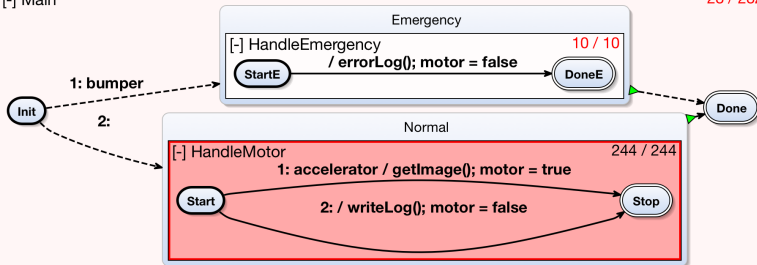 [-] Main
Emergency
[-] HandleEmergency
10 / 10
StartE
/ errorLog(); motor = false
DoneE
1: bumper
Init
2:
Done
Normal
[-] HandleMotor
244 / 244
1: accelerator / getImage(); motor = true
Start
2: / writeLog(); motor = false
Stop